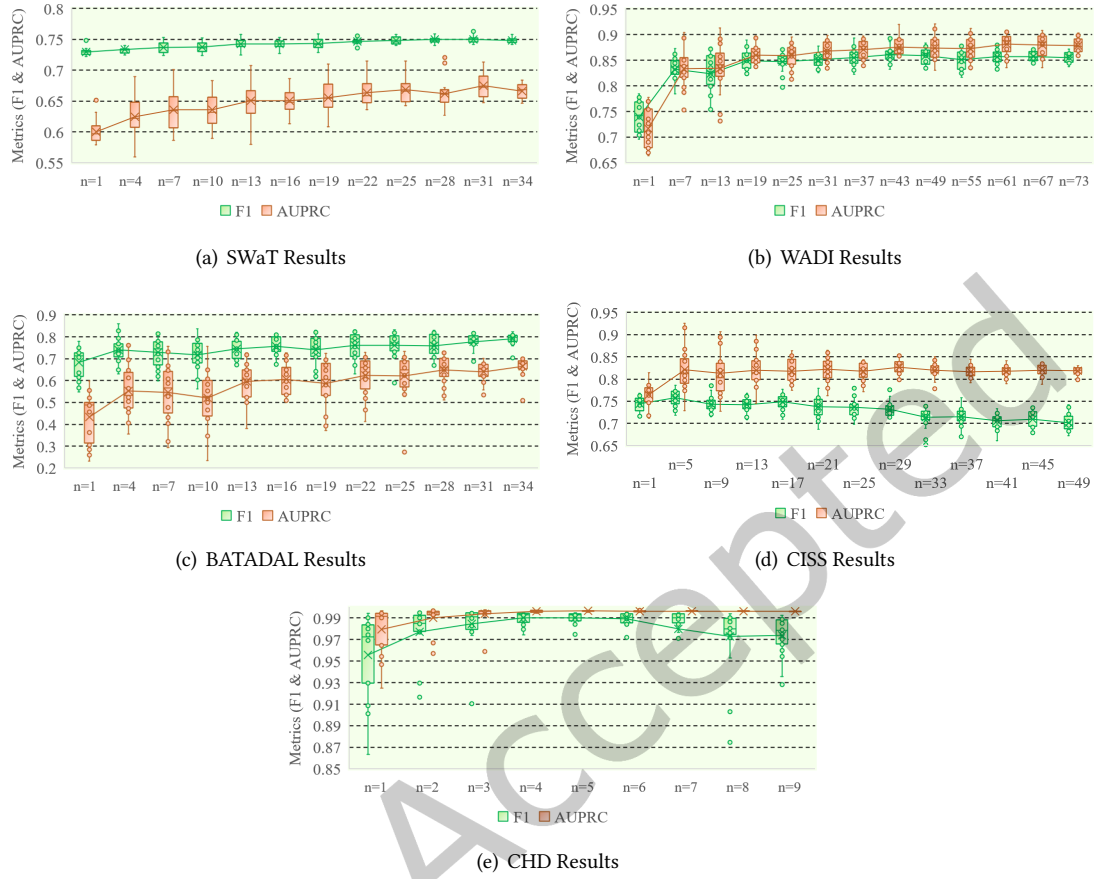 Metrics (F1 & AUPRC)
0.8
0.75
0.7
0.65
0.6
0.55
n=1 n=4 n=7 n=10 n=13 n=16 n=19 n=22 n=25 n=28 n=31 n=34
F1 AUPRC
(a) SWaT Results
Metrics (F1 & AUPRC)
0.95
0.9
0.85
0.8
0.75
0.7
0.65
n=1 n=7 n=13 n=19 n=25 n=31 n=37 n=43 n=49 n=55 n=61 n=67 n=73
F1 AUPRC
(b) WADI Results
Metrics (F1 & AUPRC)
0.9
0.8
0.7
0.6
0.5
0.4
0.3
0.2
n=1 n=4 n=7 n=10 n=13 n=16 n=19 n=22 n=25 n=28 n=31 n=34
F1 AUPRC
(c) BATADAL Results
Metrics (F1 & AUPRC)
0.95
0.9
0.85
0.8
0.75
0.7
0.65
n=5 n=13 n=21 n=29 n=37 n=45
n=1 n=9 n=17 n=25 n=33 n=41 n=49
F1 AUPRC
(d) CISS Results
Metrics (F1 & AUPRC)
0.99
0.97
0.95
0.93
0.91
0.89
0.87
0.85
n=1 n=2 n=3 n=4 n=5 n=6 n=7 n=8 n=9
F1 AUPRC
(e) CHD Results
Accepted